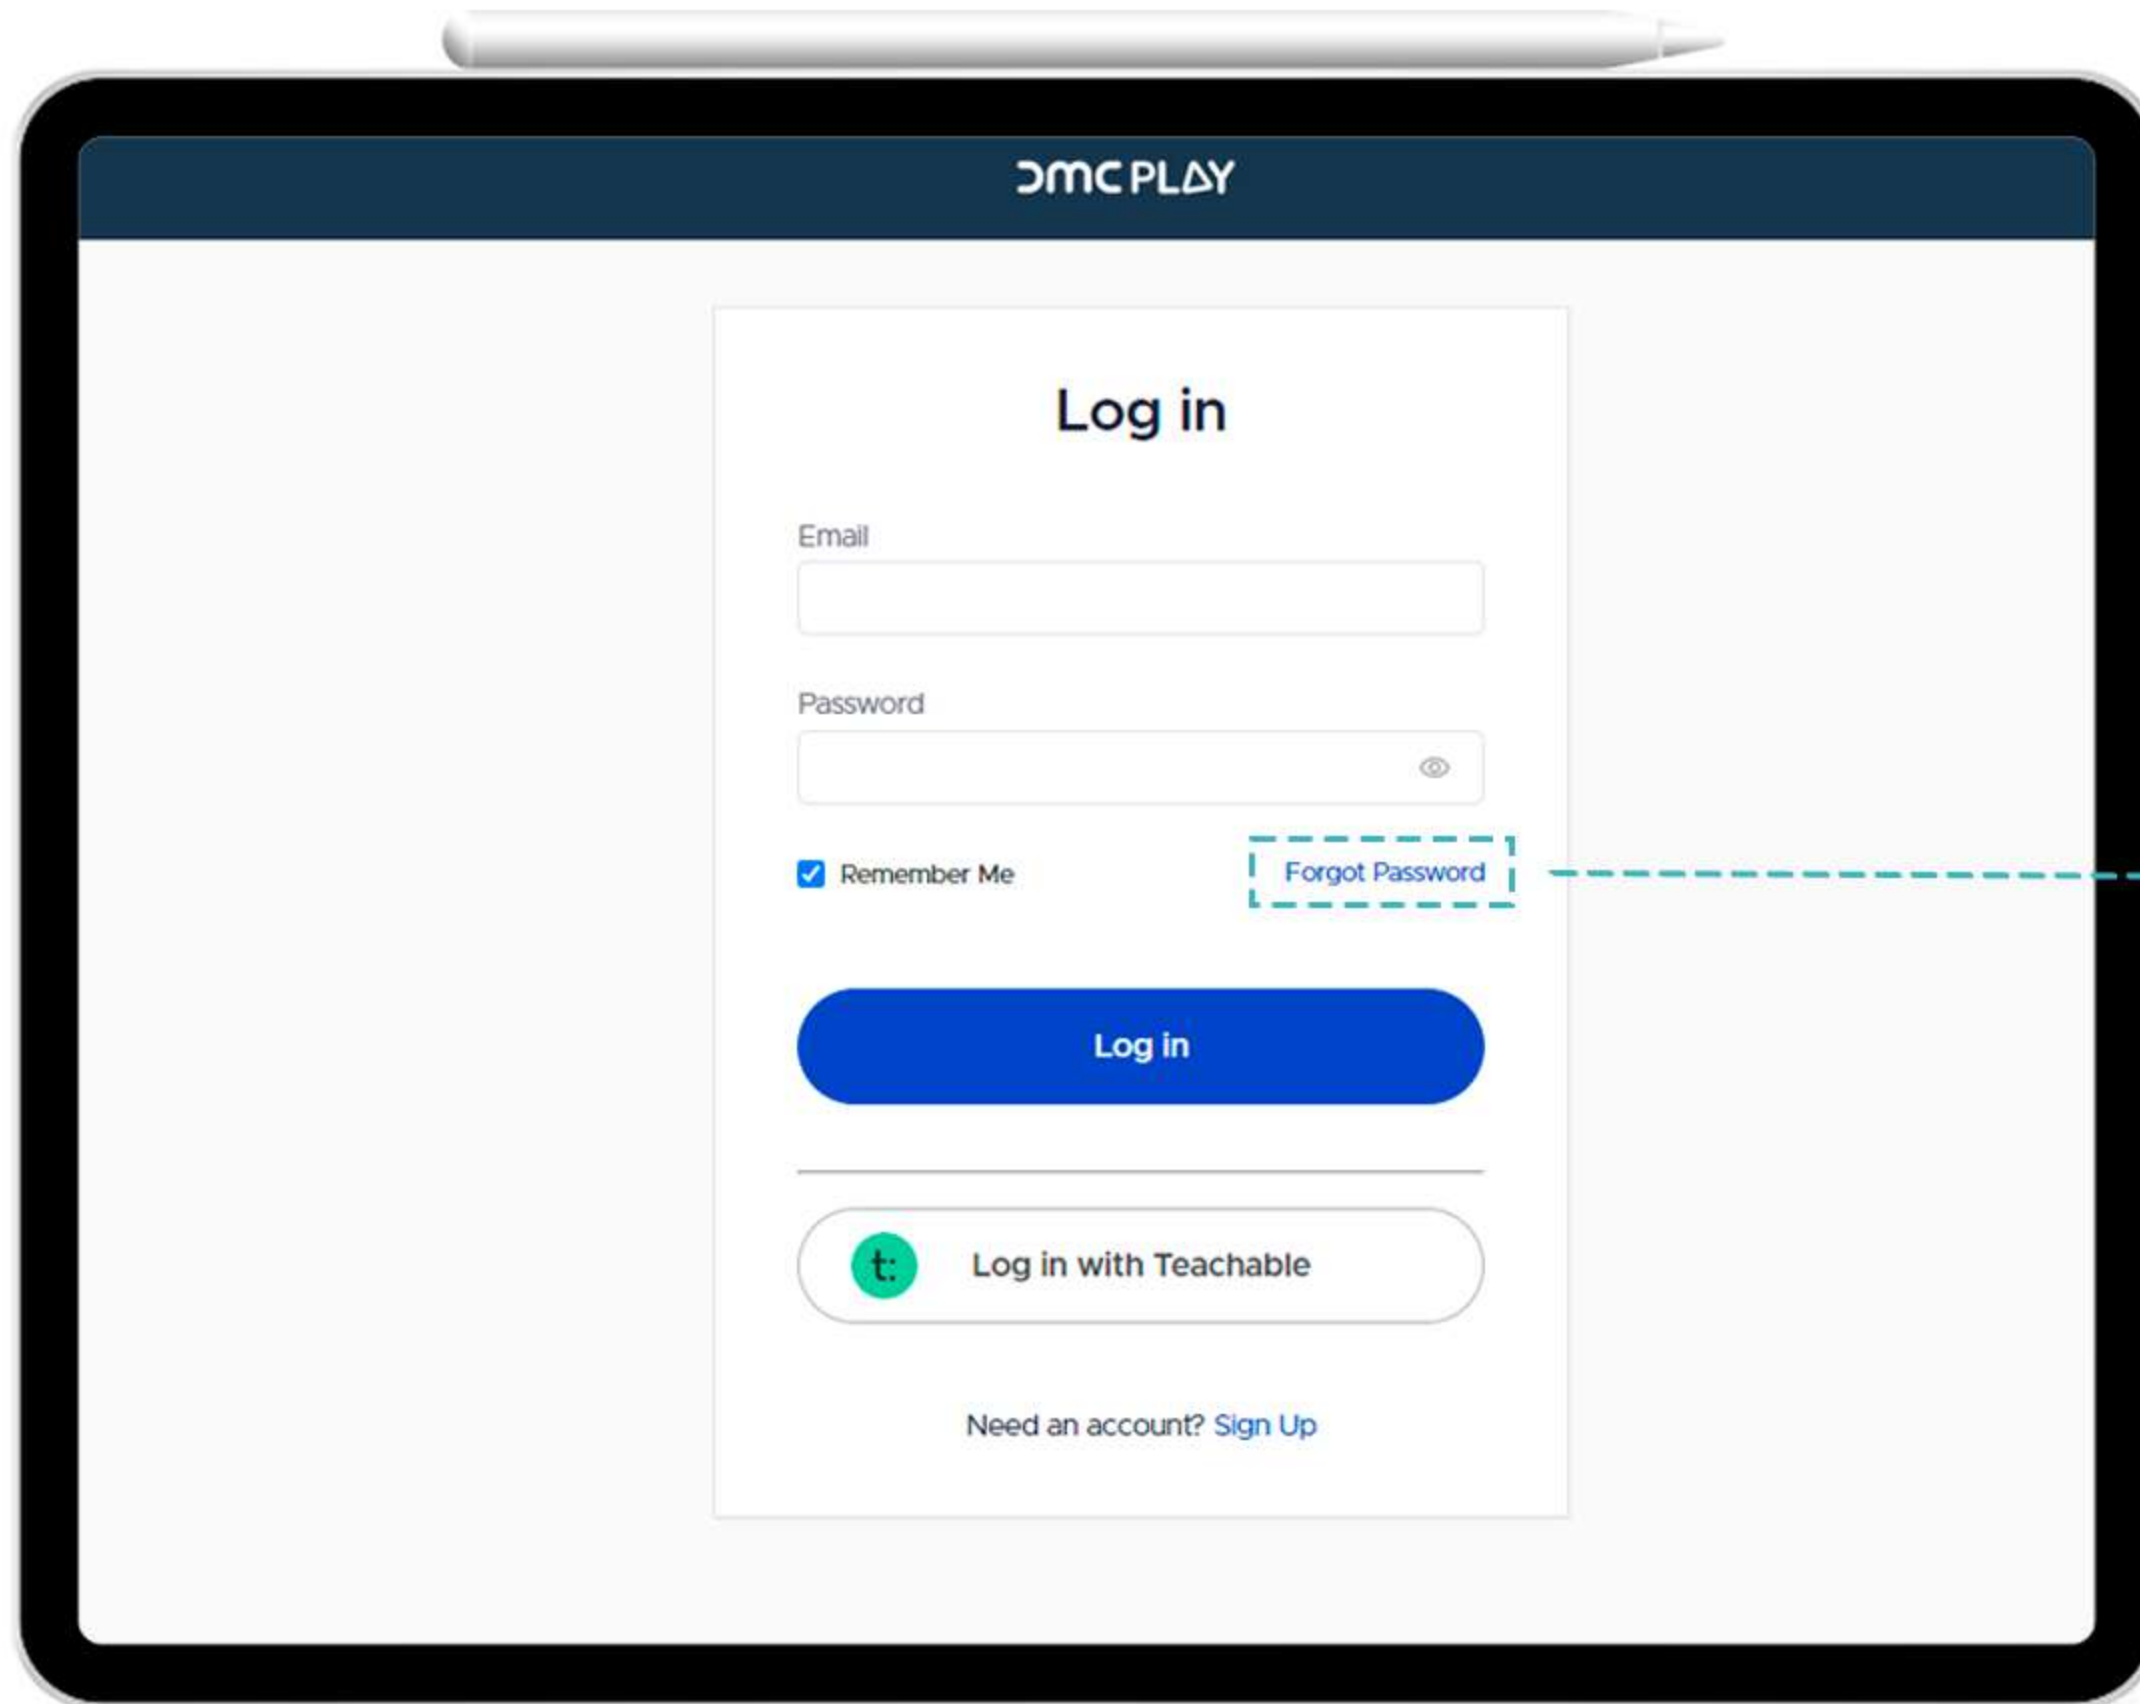 DMC PLAY
Log in
Email
Password
Remember Me
Forgot Password
Log in
t: Log in with Teachable
Need an account? Sign Up